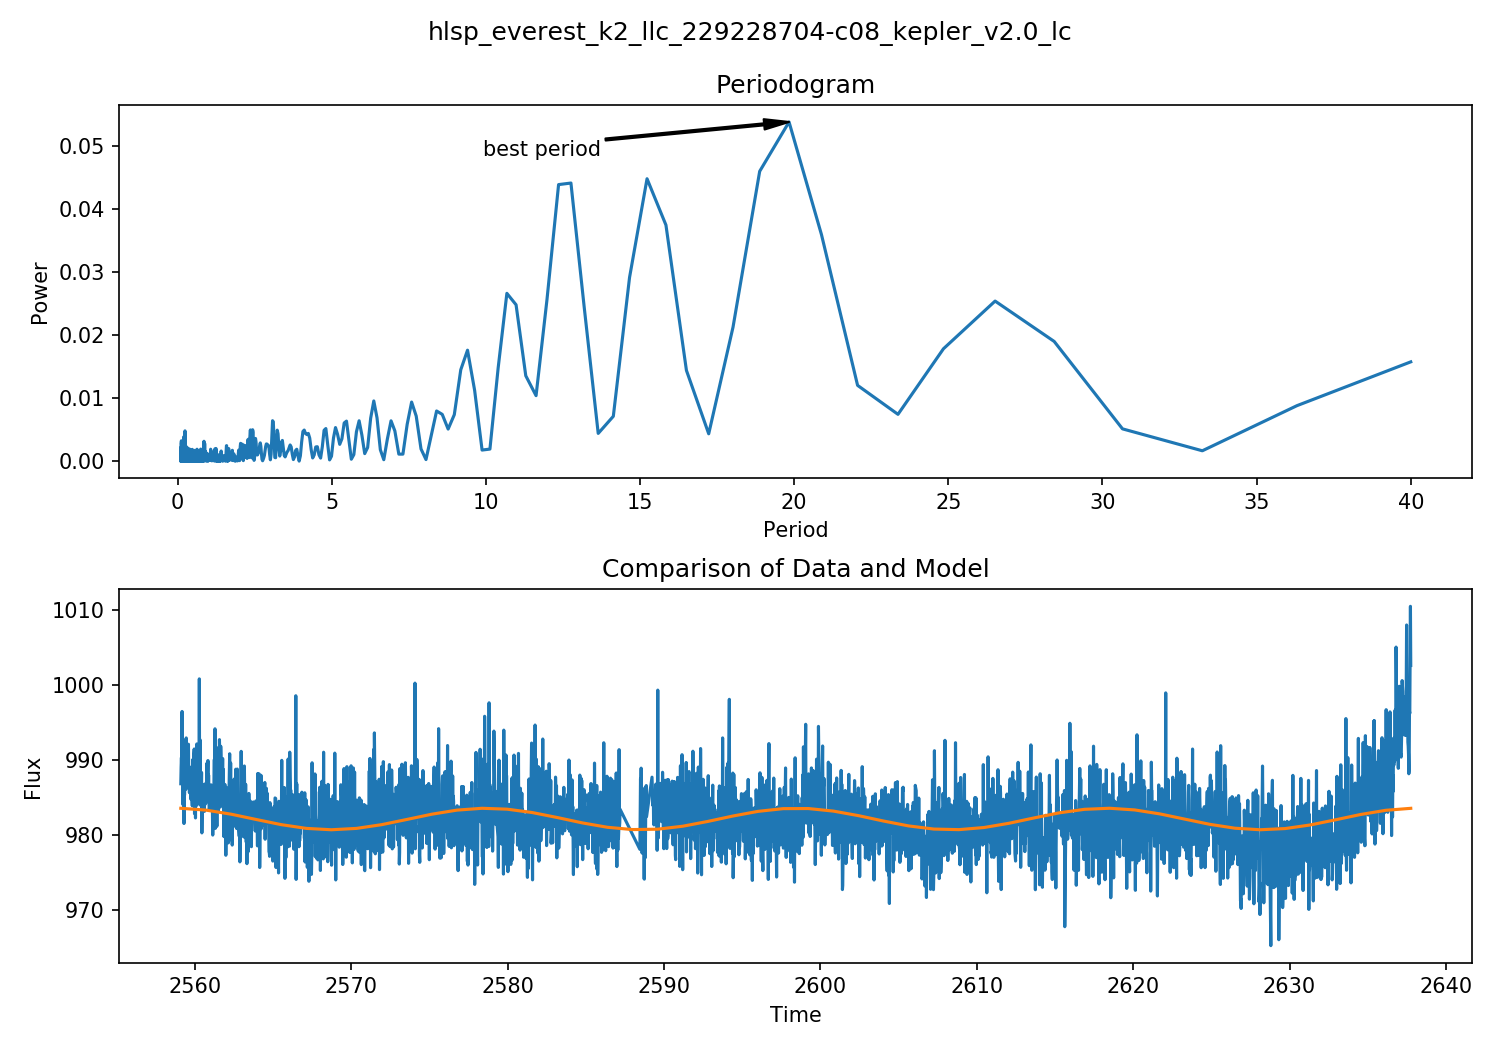 hlsp_everest_k2_llc_229228704-c08_kepler_v2.0_lc
Periodogram
best period
Power
0.05
0.04
0.03
0.02
0.01
0.00
0 5 10 15 20 25 30 35 40
Period
Comparison of Data and Model
Flux
1010
1000
990
980
970
2560 2570 2580 2590 2600 2610 2620 2630 2640
Time